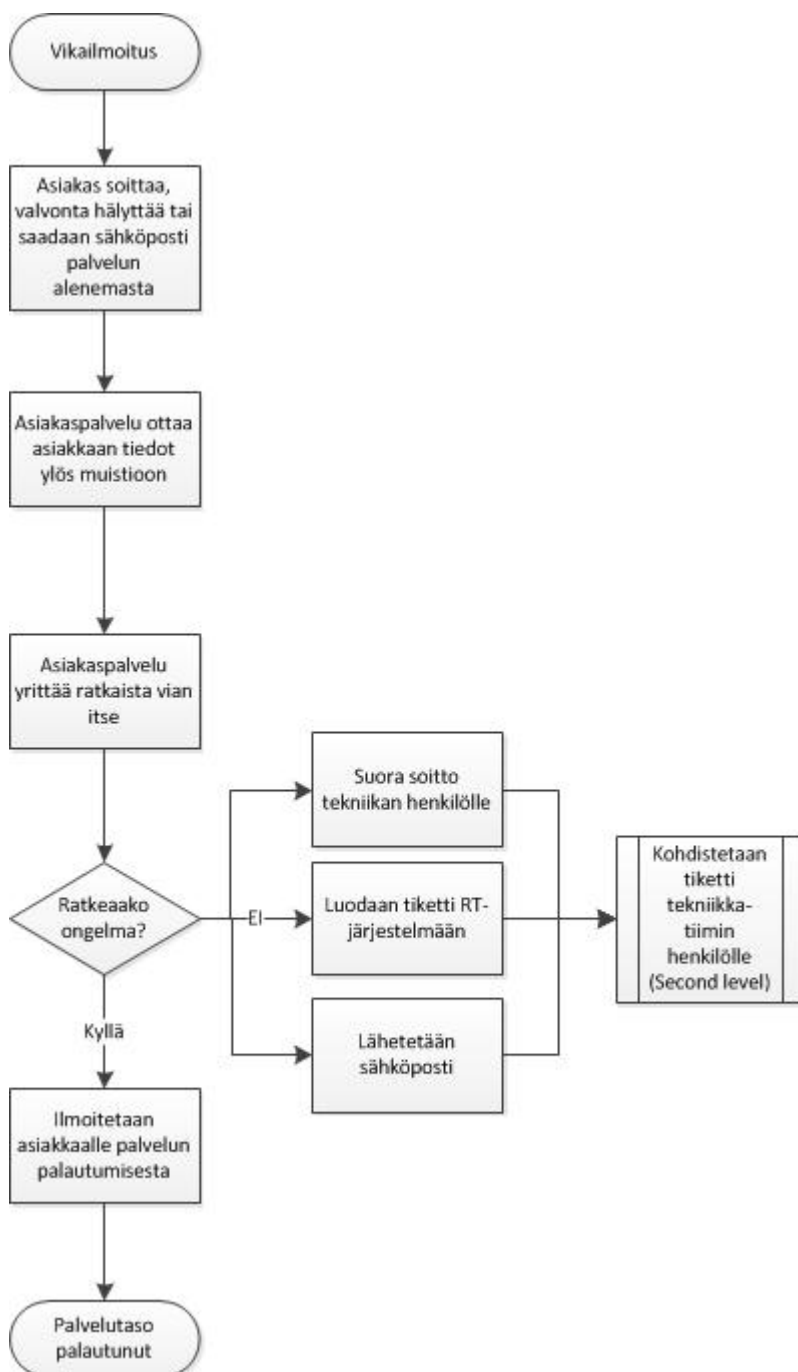 Vikailmoitus
Asiakas soittaa,
valvonta hälyttää tai
saadaan sähköposti
palvelun
alenemasta
Asiakaspalvelu ottaa
asiakkaan tiedot
ylös muistioon
Asiakaspalvelu
yrittää ratkaista vian
itse
Ratkeaako
ongelma?
EI
Suora soitto
tekniikan henkilölle
Luodaan tiketti RT-
järjestelmään
Lähetetään
sähköposti
Kohdistetaan
tiketti
tekniikka-
tiimin
henkilölle
(Second level)
Kyllä
Ilmoitetaan
asiakkaalle palvelun
palautumisesta
Palvelutaso
palautunut